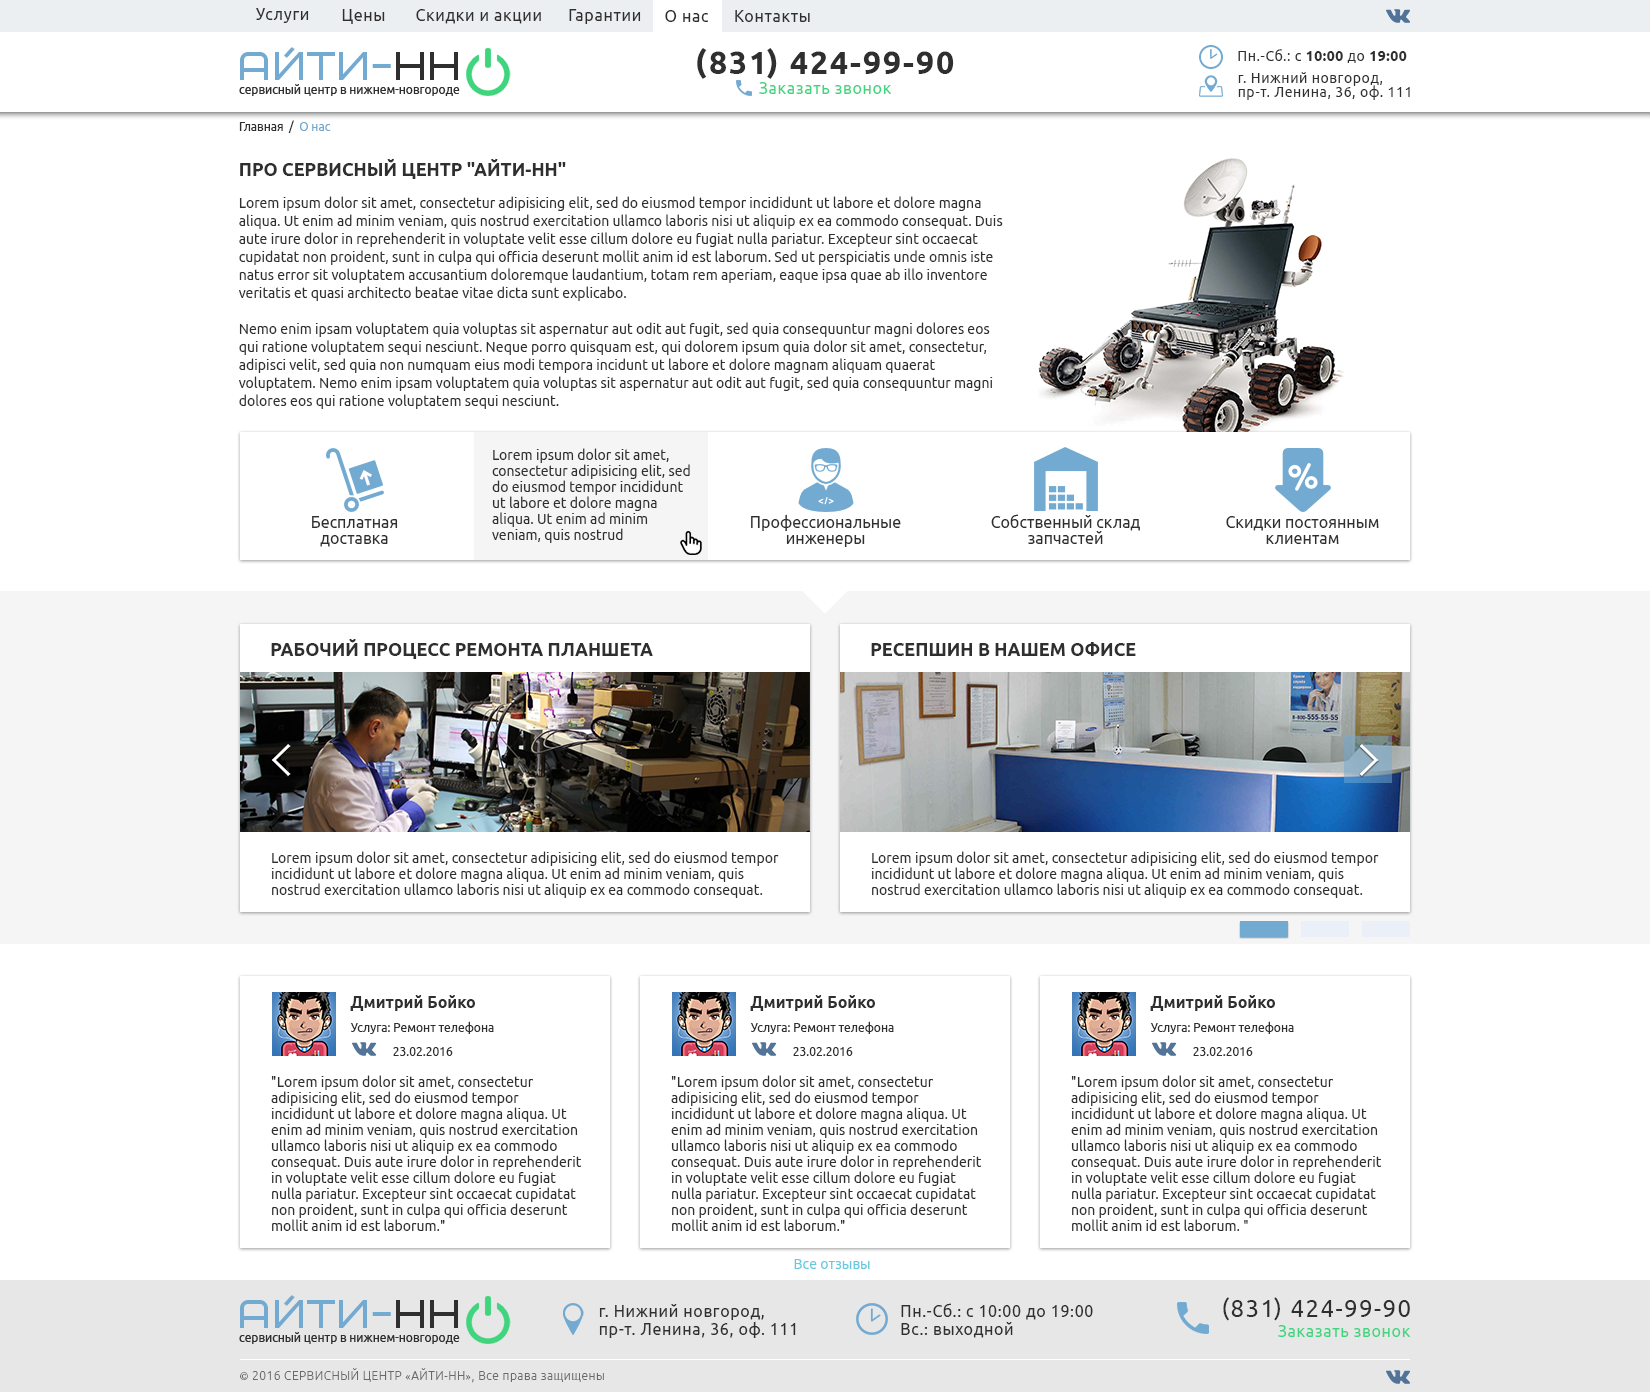 Услуги Цены Скидки и акции Гарантии О нас Контакты
АЙТИ-НН
сервисный центр в нижнем-новгороде
(831) 424-99-90
Заказать звонок
Пн.-Сб.: с 10:00 до 19:00
г. Нижний новгород,
пр-т. Ленина, 36, оф. 111
Главная / О нас
ПРО СЕРВИСНЫЙ ЦЕНТР "АЙТИ-НН"
Lorem ipsum dolor sit amet, consectetur adipisicing elit, sed do eiusmod tempor incididunt ut labore et dolore magna
aliqua. Ut enim ad minim veniam, quis nostrud exercitation ullamco laboris nisi ut aliquip ex ea commodo consequat. Duis
aute irure dolor in reprehenderit in voluptate velit esse cillum dolore eu fugiat nulla pariatur. Excepteur sint occaecat
cupidatat non proident, sunt in culpa qui officia deserunt mollit anim id est laborum. Sed ut perspiciatis unde omnis iste
natus error sit voluptatem accusantium doloremque laudantium, totam rem aperiam, eaque ipsa quae ab illo inventore
veritatis et quasi architecto beatae vitae dicta sunt explicabo.
Nemo enim ipsam voluptatem quia voluptas sit aspernatur aut odit aut fugit, sed quia consequuntur magni dolores eos
qui ratione voluptatem sequi nesciunt. Neque porro quisquam est, qui dolorem ipsum quia dolor sit amet, consectetur,
adipisci velit, sed quia non numquam eius modi tempora incidunt ut labore et dolore magnam aliquam quaerat
voluptatem. Nemo enim ipsam voluptatem quia voluptas sit aspernatur aut odit aut fugit, sed quia consequuntur magni
dolores eos qui ratione voluptatem sequi nesciunt.
Бесплатная
доставка
Lorem ipsum dolor sit amet,
consectetur adipisicing elit, sed
do eiusmod tempor incididunt
ut labore et dolore magna
aliqua. Ut enim ad minim
veniam, quis nostrud
</>
Профессиональные
инженеры
Собственный склад
запчастей
%
Скидки постоянным
клиентам
РАБОЧИЙ ПРОЦЕСС РЕМОНТА ПЛАНШЕТА
Lorem ipsum dolor sit amet, consectetur adipisicing elit, sed do eiusmod tempor
incididunt ut labore et dolore magna aliqua. Ut enim ad minim veniam, quis
nostrud exercitation ullamco laboris nisi ut aliquip ex ea commodo consequat.
РЕСЕПШИН В НАШЕМ ОФИСЕ
8-800-555-55-55
Lorem ipsum dolor sit amet, consectetur adipisicing elit, sed do eiusmod tempor
incididunt ut labore et dolore magna aliqua. Ut enim ad minim veniam, quis
nostrud exercitation ullamco laboris nisi ut aliquip ex ea commodo consequat.
Дмитрий Бойко
Услуга: Ремонт телефона
23.02.2016
"Lorem ipsum dolor sit amet, consectetur
adipisicing elit, sed do eiusmod tempor
incididunt ut labore et dolore magna aliqua. Ut
enim ad minim veniam, quis nostrud exercitation
ullamco laboris nisi ut aliquip ex ea commodo
consequat. Duis aute irure dolor in reprehenderit
in voluptate velit esse cillum dolore eu fugiat
nulla pariatur. Excepteur sint occaecat cupidatat
non proident, sunt in culpa qui officia deserunt
mollit anim id est laborum."
Дмитрий Бойко
Услуга: Ремонт телефона
23.02.2016
"Lorem ipsum dolor sit amet, consectetur
adipisicing elit, sed do eiusmod tempor
incididunt ut labore et dolore magna aliqua. Ut
enim ad minim veniam, quis nostrud exercitation
ullamco laboris nisi ut aliquip ex ea commodo
consequat. Duis aute irure dolor in reprehenderit
in voluptate velit esse cillum dolore eu fugiat
nulla pariatur. Excepteur sint occaecat cupidatat
non proident, sunt in culpa qui officia deserunt
mollit anim id est laborum."
Дмитрий Бойко
Услуга: Ремонт телефона
23.02.2016
"Lorem ipsum dolor sit amet, consectetur
adipisicing elit, sed do eiusmod tempor
incididunt ut labore et dolore magna aliqua. Ut
enim ad minim veniam, quis nostrud exercitation
ullamco laboris nisi ut aliquip ex ea commodo
consequat. Duis aute irure dolor in reprehenderit
in voluptate velit esse cillum dolore eu fugiat
nulla pariatur. Excepteur sint occaecat cupidatat
non proident, sunt in culpa qui officia deserunt
mollit anim id est laborum. "
Все отзывы
АЙТИ-НН
сервисный центр в нижнем-новгороде
г. Нижний новгород,
пр-т. Ленина, 36, оф. 111
Пн.-Сб.: с 10:00 до 19:00
Вс.: выходной
(831) 424-99-90
Заказать звонок
© 2016 СЕРВИСНЫЙ ЦЕНТР «АЙТИ-НН», Все права защищены